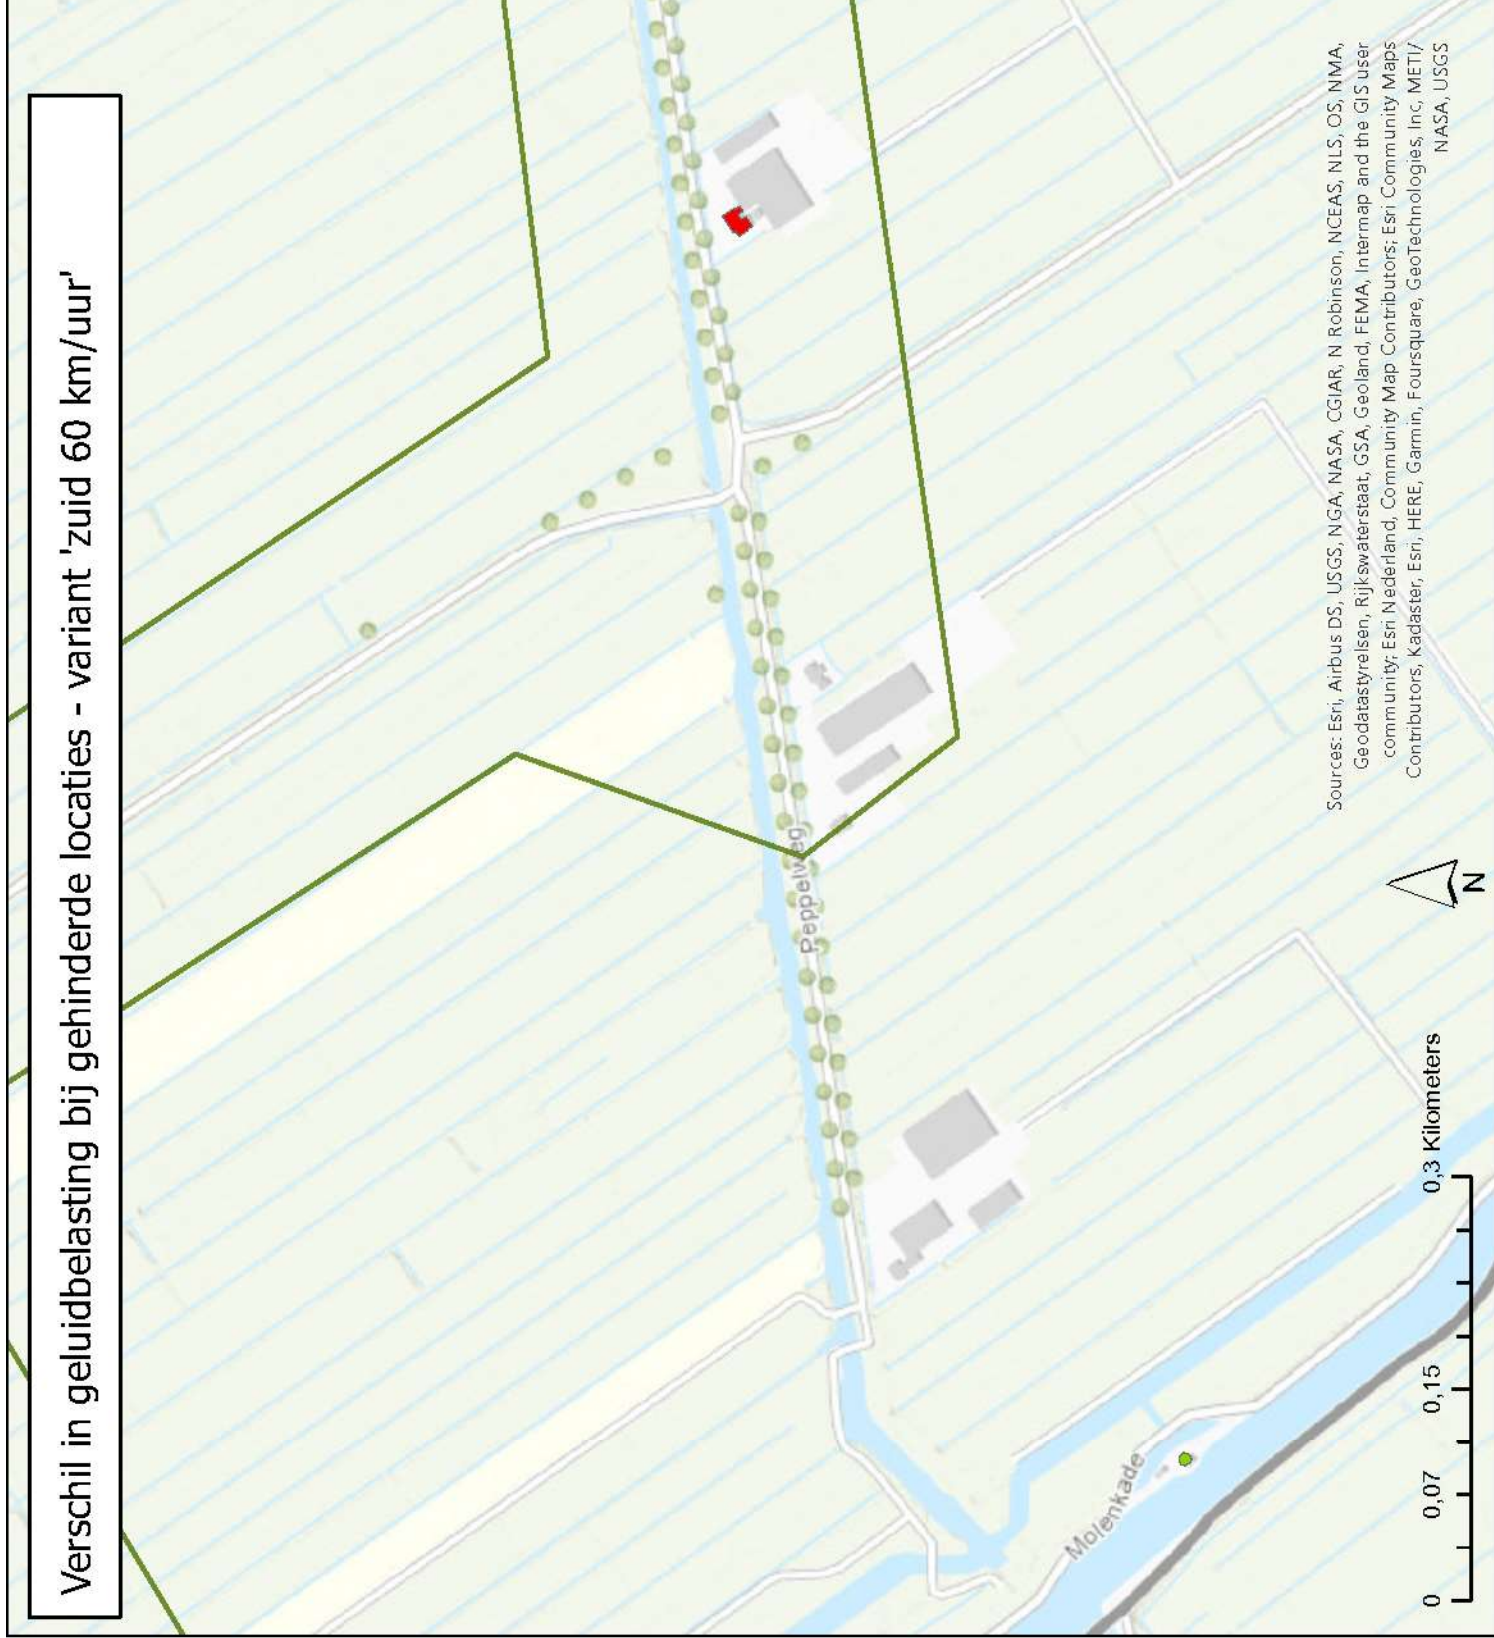 Verschil in geluidbelasting bij gehinderde locaties - variant 'zuid 60 km/uur'
Peppelweg
Molenkade
Sources: Esri, Airbus DS, USGS, NGA, NASA, CGIAR, N Robinson, NCEAS, NLS, OS, NMA,
Geodatastyrelsen, Rijkswaterstaat, GSA, Geoland, FEMA, Intermap and the GIS user
community; Esri Nederland, Community Map Contributors; Esri Community Maps
Contributors, Kadaster, Esri, HERE, Garmin, Foursquare, GeoTechnologies, Inc, METI/
NASA, USGS
0 0,07 0,15 0,3 Kilometers
N